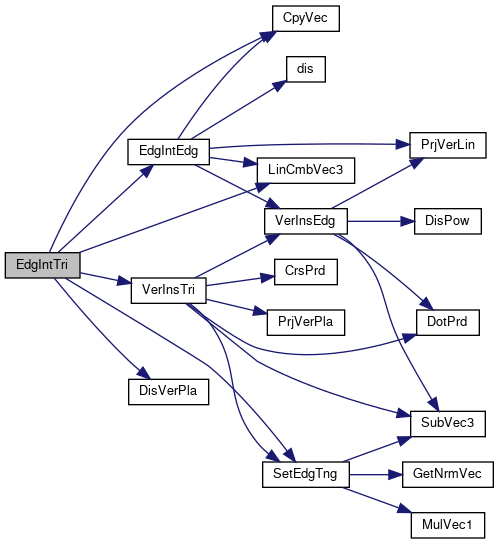 CpyVec
dis
EdgIntEdg
PrjVerLin
LinCmbVec3
VerInsEdg
DisPow
EdgIntTri
CrsPrd
VerInsTri
PrjVerPla
DotPrd
DisVerPla
SubVec3
SetEdgTng
GetNrmVec
MulVec1